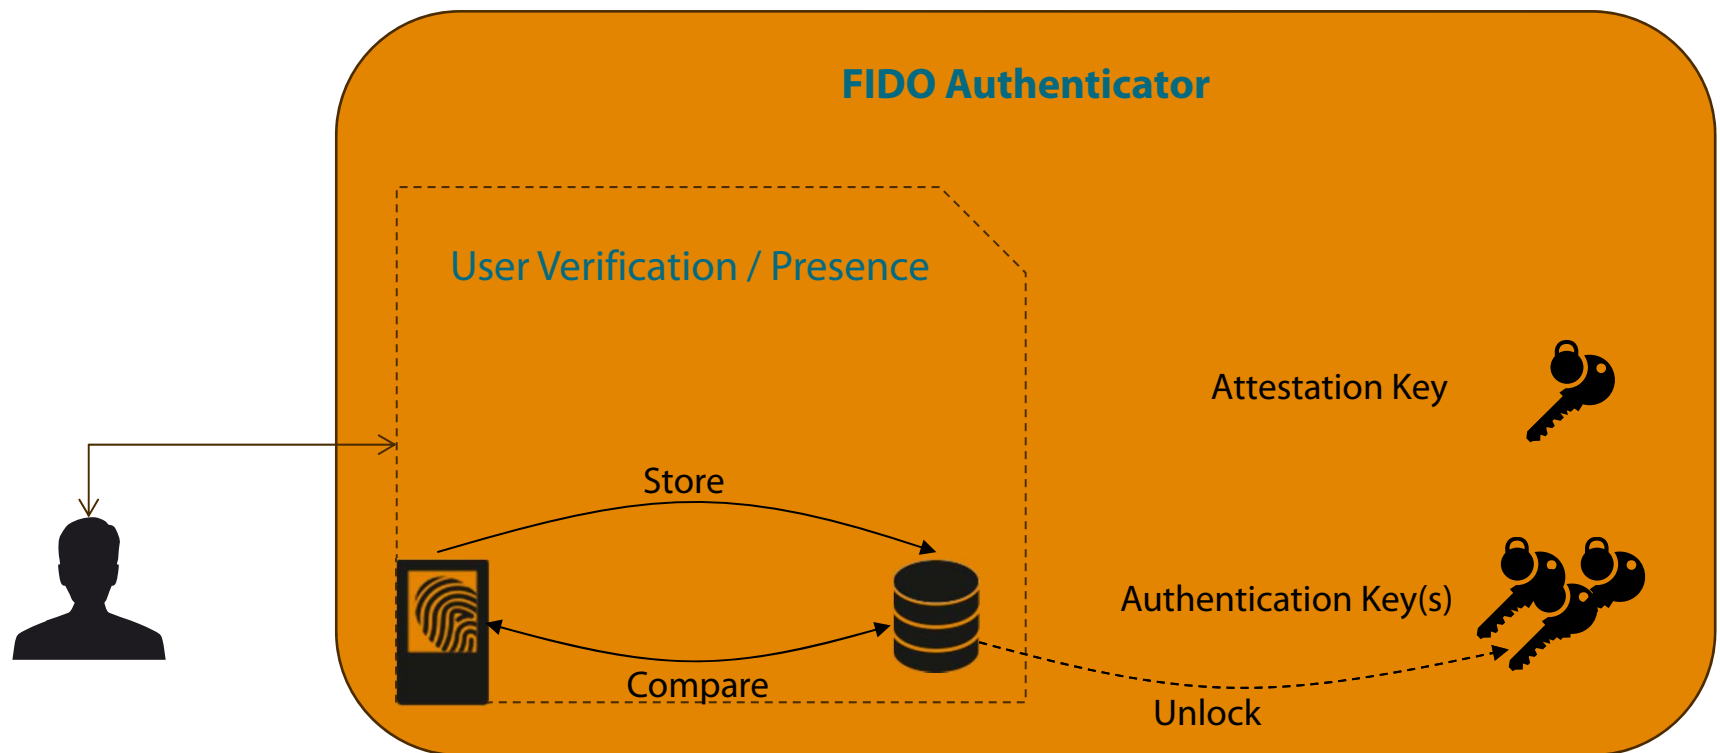 FIDO Authenticator
User Verification / Presence
Attestation Key
Store
Authentication Key(s)
Compare
Unlock